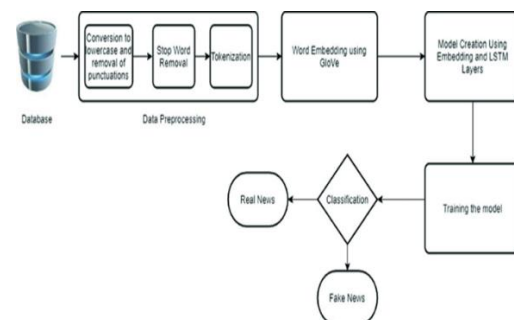 Conversion to
lowercase and
removal of
punctuations
Stop Word
Removal
Tokenization
Word Embedding using
GloVe
Model Creation Using
Embedding and LSTM
Layers
Database
Data Preprocessing
Real News
Classification
Training the model
Fake News